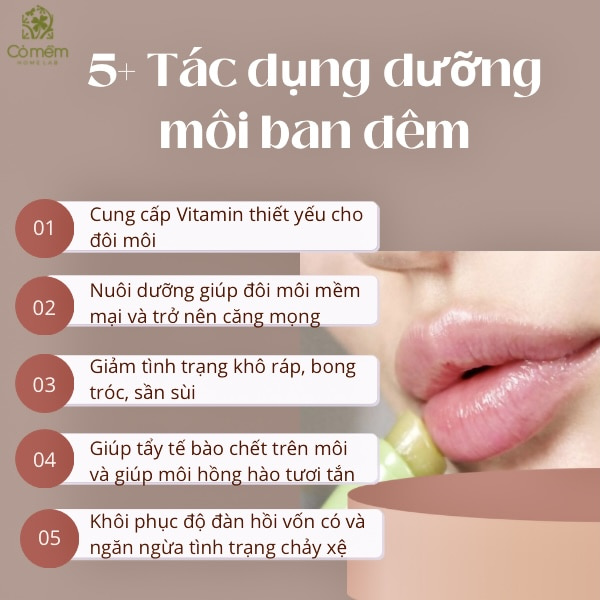 Cỏ mềm
HOME LAB
5+ Tác dụng dưỡng
môi ban đêm
01
Cung cấp Vitamin thiết yếu cho
đôi môi
02
Nuôi dưỡng giúp đôi môi mềm
mại và trở nên căng mọng
03
Giảm tình trạng khô ráp, bong
tróc, sần sùi
04
Giúp tẩy tế bào chết trên môi
và giúp môi hồng hào tươi tắn
05
Khôi phục độ đàn hồi vốn có và
ngăn ngừa tình trạng chảy xệ